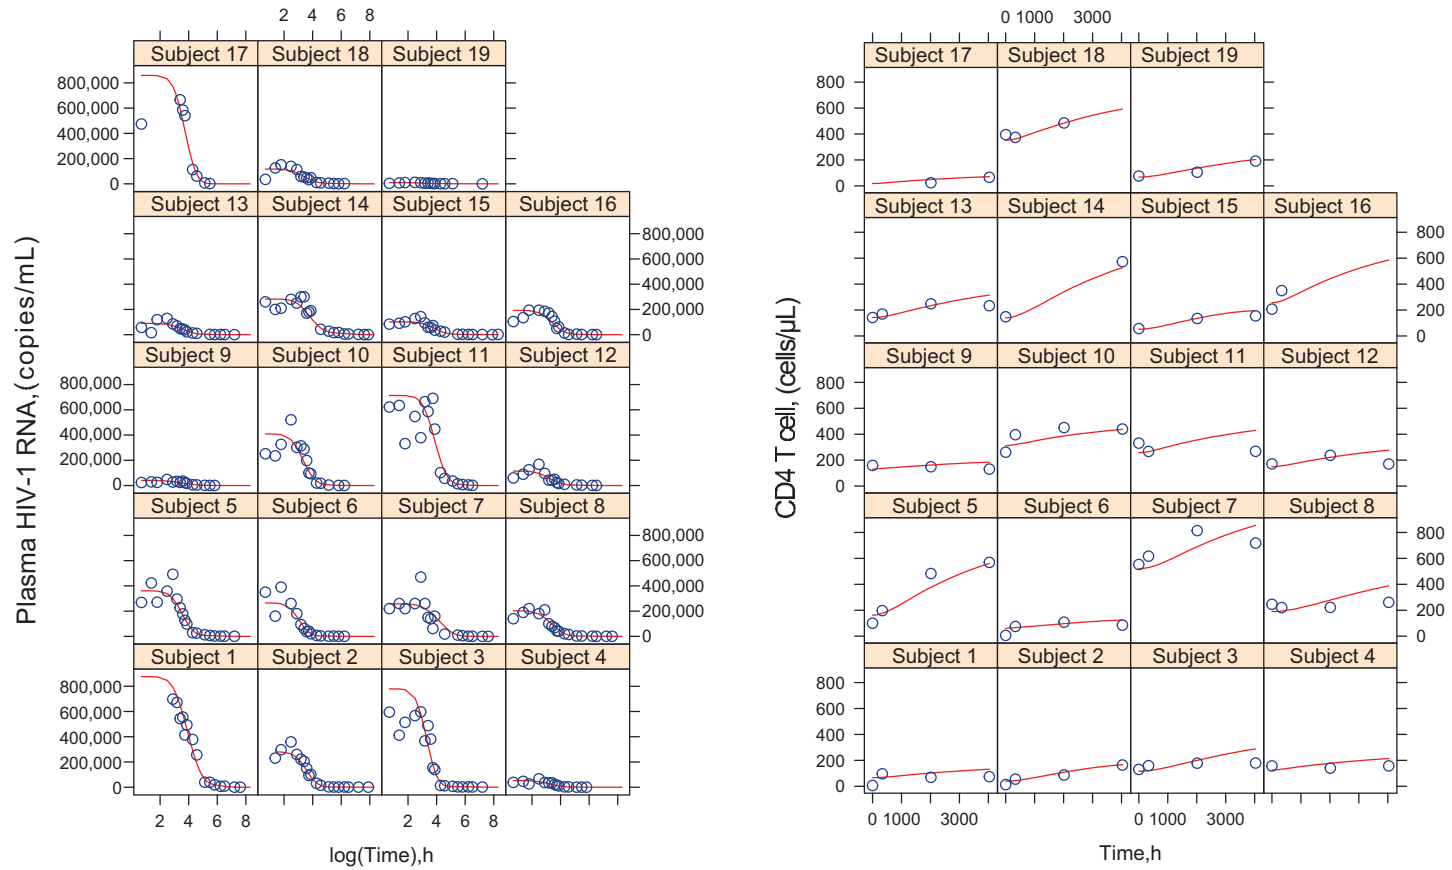 2 4 6 8
Subject 17 Subject 18 Subject 19
800,000
600,000
400,000
200,000
0
Subject 13 Subject 14 Subject 15 Subject 16
800,000
600,000
400,000
200,000
0
Subject 9 Subject 10 Subject 11 Subject 12
800,000
600,000
400,000
200,000
0
Subject 5 Subject 6 Subject 7 Subject 8
800,000
600,000
400,000
200,000
0
Subject 1 Subject 2 Subject 3 Subject 4
800,000
600,000
400,000
200,000
0
2 4 6 8 2 4 6 8
log(Time),h
Plasma HIV-1 RNA,(copies/mL)
0 1000 3000
Subject 17 Subject 18 Subject 19
800
600
400
200
0
Subject 13 Subject 14 Subject 15 Subject 16
800
600
400
200
0
Subject 9 Subject 10 Subject 11 Subject 12
800
600
400
200
0
Subject 5 Subject 6 Subject 7 Subject 8
800
600
400
200
0
Subject 1 Subject 2 Subject 3 Subject 4
800
600
400
200
0
0 1000 3000 0 1000 3000
Time,h
CD4 T cell, (cells/µL)